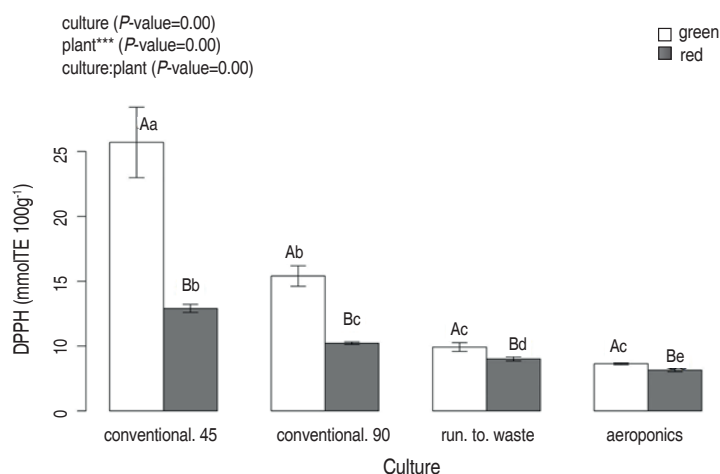 culture (P-value=0.00)
plant*** (P-value=0.00)
culture:plant (P-value=0.00)
green
red
DPPH (mmolTE 100g⁻¹)
25
20
15
10
0
Aa
Bb
Ab
Bc
Ac
Bd
Ac
Be
conventional. 45
conventional. 90
run. to. waste
aeroponics
Culture